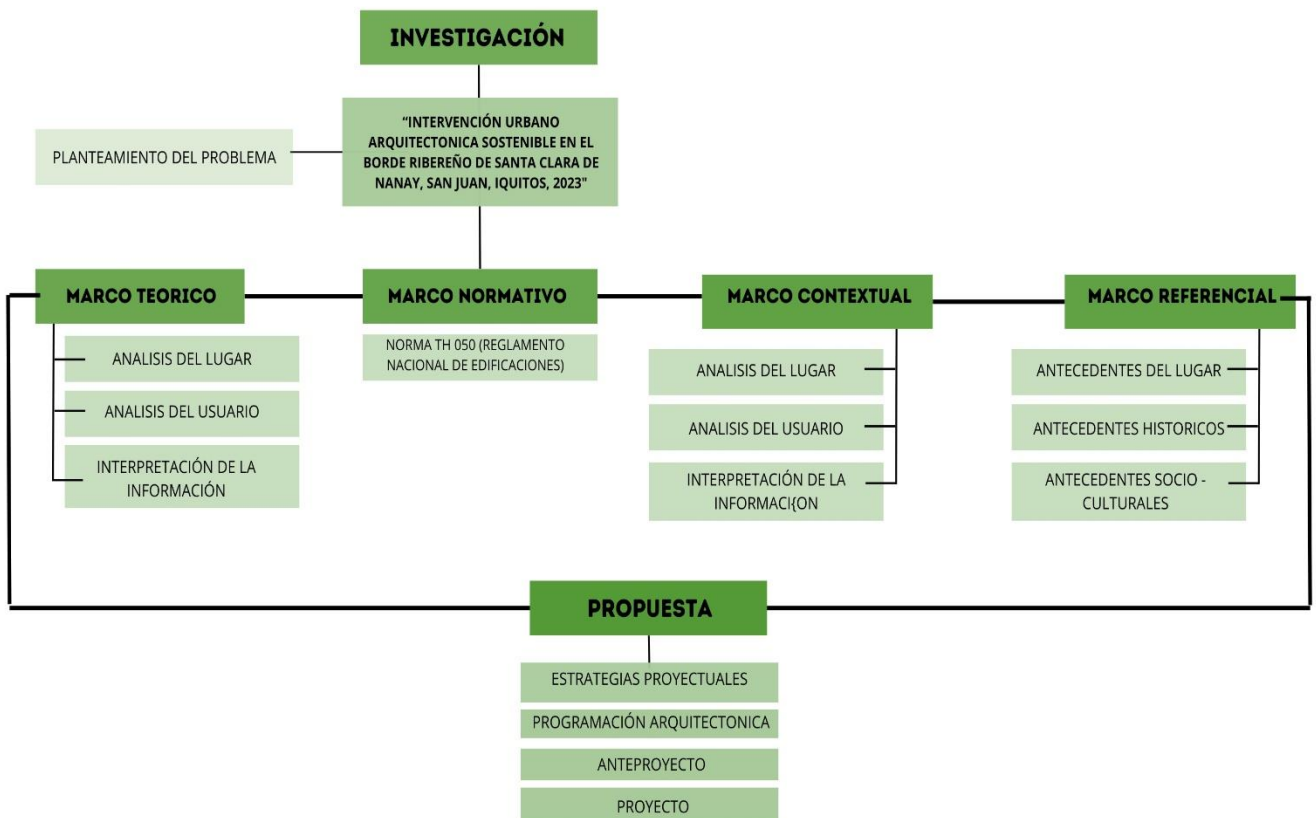 INVESTIGACIÓN
PLANTEAMIENTO DEL PROBLEMA
"INTERVENCIÓN URBANO
ARQUITECTONICA SOSTENIBLE EN EL
BORDE RIBEREÑO DE SANTA CLARA DE
NANAY, SAN JUAN, IQUITOS, 2023"
MARCO TEORICO
ANALISIS DEL LUGAR
ANALISIS DEL USUARIO
INTERPRETACIÓN DE LA
INFORMACIÓN
MARCO NORMATIVO
NORMA TH 050 (REGLAMENTO
NACIONAL DE EDIFICACIONES)
MARCO CONTEXTUAL
ANALISIS DEL LUGAR
ANALISIS DEL USUARIO
INTERPRETACIÓN DE LA
INFORMACI{ON
MARCO REFERENCIAL
ANTECEDENTES DEL LUGAR
ANTECEDENTES HISTORICOS
ANTECEDENTES SOCIO -
CULTURALES
PROPUESTA
ESTRATEGIAS PROYECTUALES
PROGRAMACIÓN ARQUITECTONICA
ANTEPROYECTO
PROYECTO